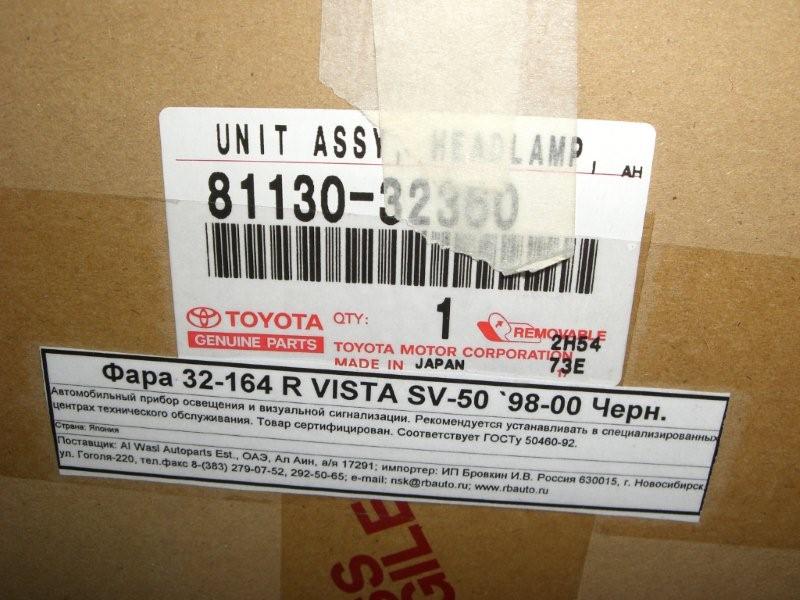 UNIT ASSY, HEADLAMP
I AH
81130-32360
TOYOTA
GENUINE PARTS
QTY: 1
REMOVABLE
TOYOTA MOTOR CORPORATION
2H54
MADE IN JAPAN
73E
Фара 32-164 R VISTA SV-50 `98-00 Черн.
Автомобильный прибор освещения и визуальной сигнализации. Рекомендуется устанавливать в специализированных
центрах технического обслуживания. Товар сертифицирован. Соответствует ГОСТу 50460-92.
Страна: Япония
Поставщик: Al Wasl Autoparts Est., ОАЭ, Ал Аин, а/я 17291; импортер: ИП Бровкин И.В. Россия 630015, г. Новосибирск,
ул. Гоголя-220, тел.факс 8-(383) 279-07-52, 292-50-65; e-mail: nsk@rbauto.ru; www.rbauto.ru